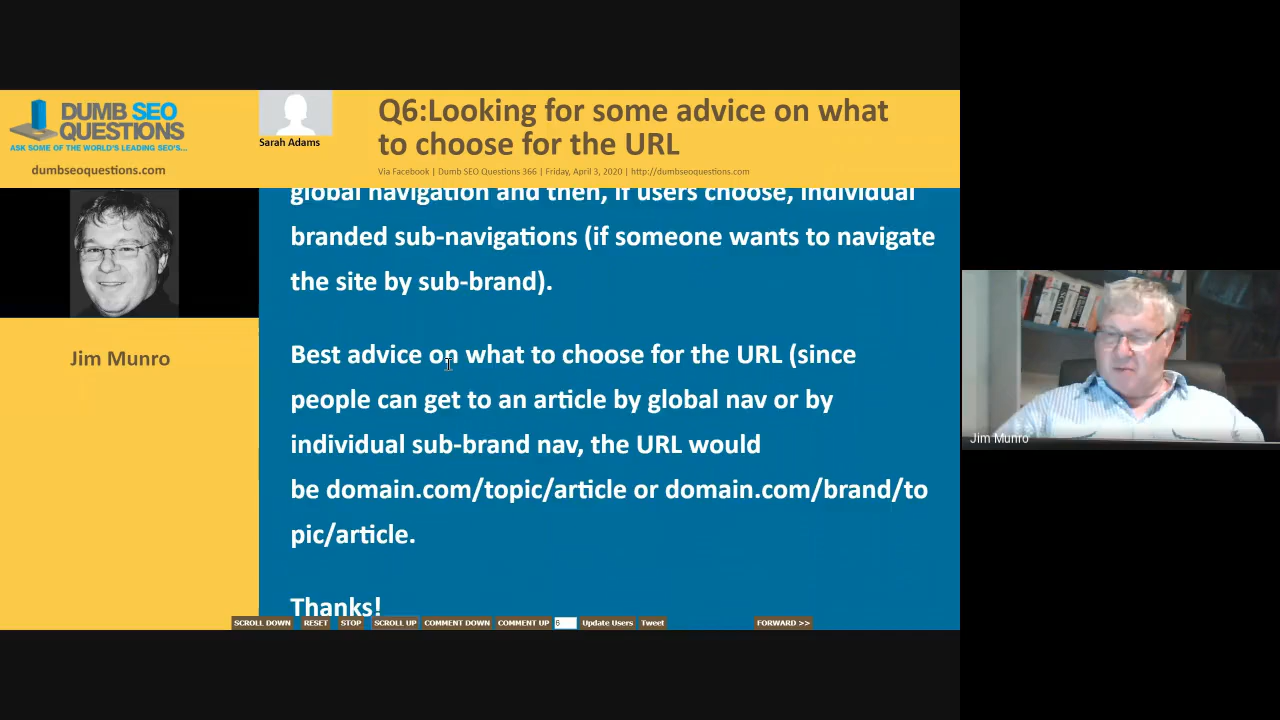 DUMB SEO
QUESTIONS
ASK SOME OF THE WORLD'S LEADING SEO'S...
dumbseoquestions.com
Sarah Adams
Q6:Looking for some advice on what
to choose for the URL
Via Facebook | Dumb SEO Questions 366 | Friday, April 3, 2020 | http://dumbseoquestions.com
Jim Munro
global navigation and then, if users choose, individual
branded sub-navigations (if someone wants to navigate
the site by sub-brand).
Best advice on what to choose for the URL (since
people can get to an article by global nav or by
individual sub-brand nav, the URL would
be domain.com/topic/article or domain.com/brand/to
pic/article.
Thanks!
SCROLL DOWN RESET STOP SCROLL UP COMMENT DOWN COMMENT UP 6 Update Users Tweet FORWARD >>
Jim Munro